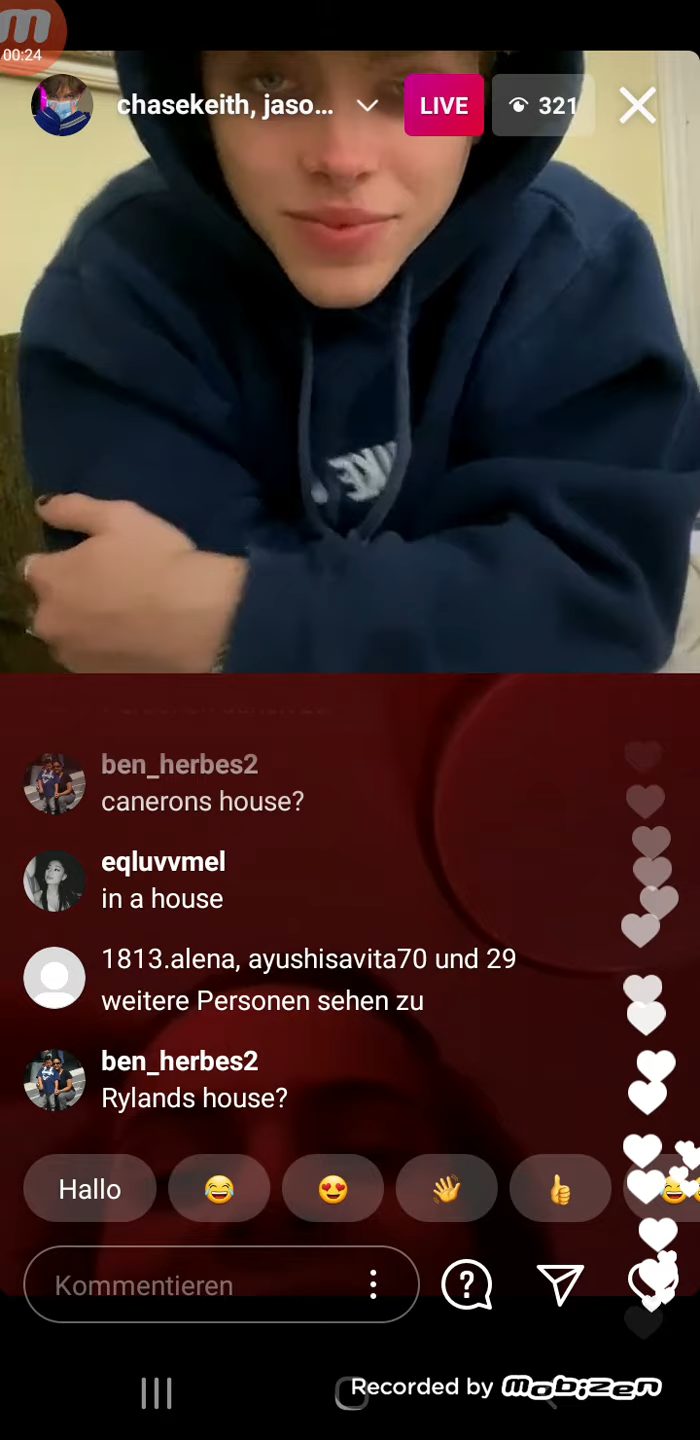 00:24
chasekeith, jaso...
LIVE
321
ben_herbes2
canerons house?
eqluvvmel
in a house
1813.alena, ayushisavita70 und 29
weitere Personen sehen zu
ben_herbes2
Rylands house?
Hallo
Kommentieren
Recorded by mobizen